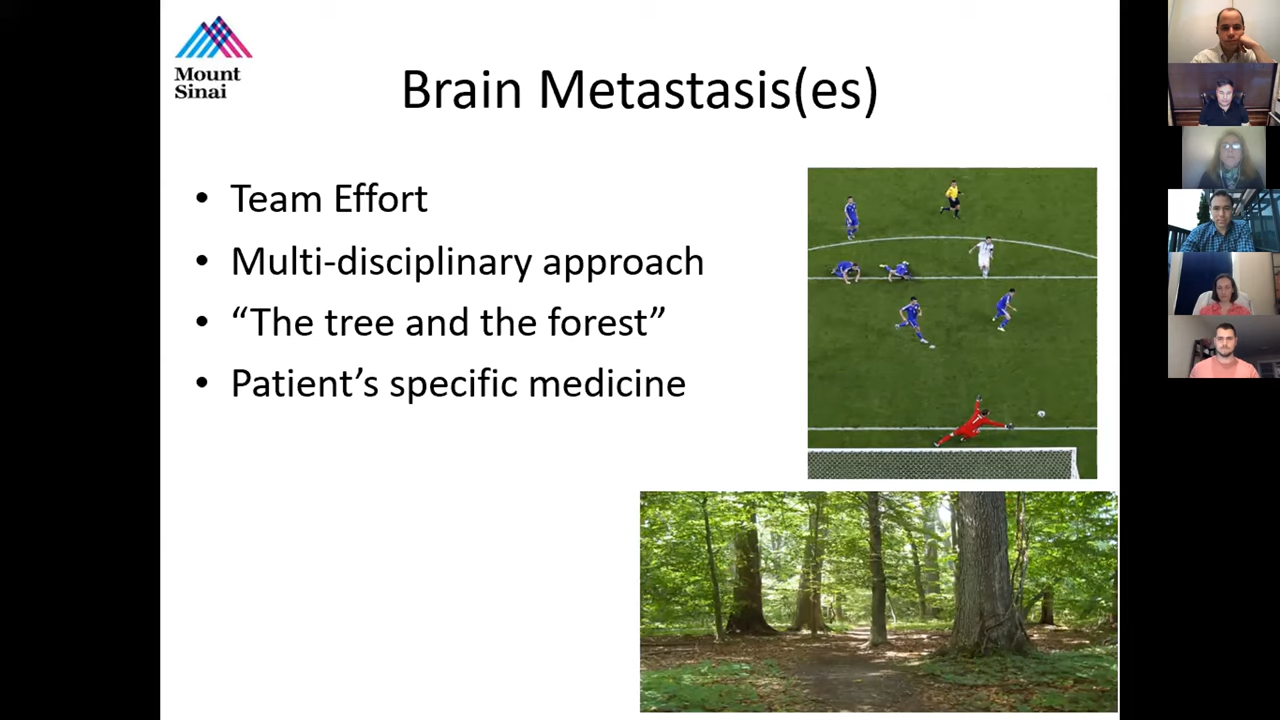 Mount
Sinai
Brain Metastasis(es)
• Team Effort
• Multi-disciplinary approach
• “The tree and the forest”
• Patient’s specific medicine